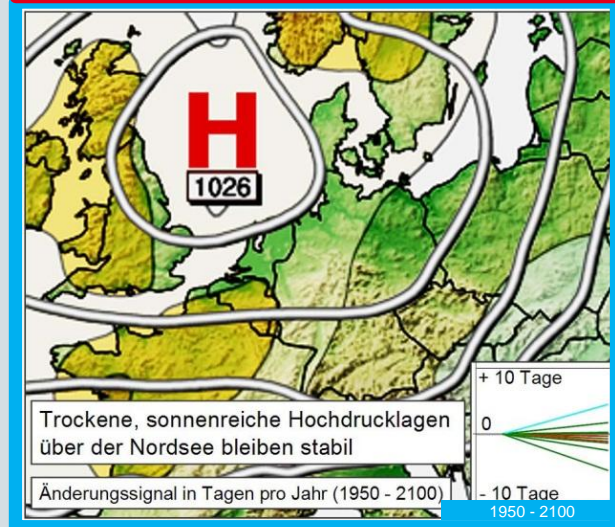 H
1026
+ 10 Tage
0
Trockene, sonnenreiche Hochdrucklagen
über der Nordsee bleiben stabil
Änderungssignal in Tagen pro Jahr (1950 - 2100)
- 10 Tage
1950 - 2100